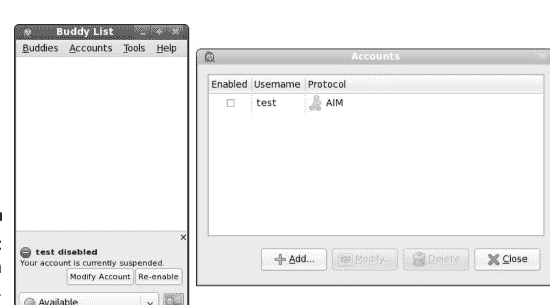 Buddy List
Buddies Accounts Tools Help
test disabled
Your account is currently suspended.
Modify Account Re-enable
Available
Accounts
Enabled Username Protocol
test AIM
Add... Modify... Delete Close